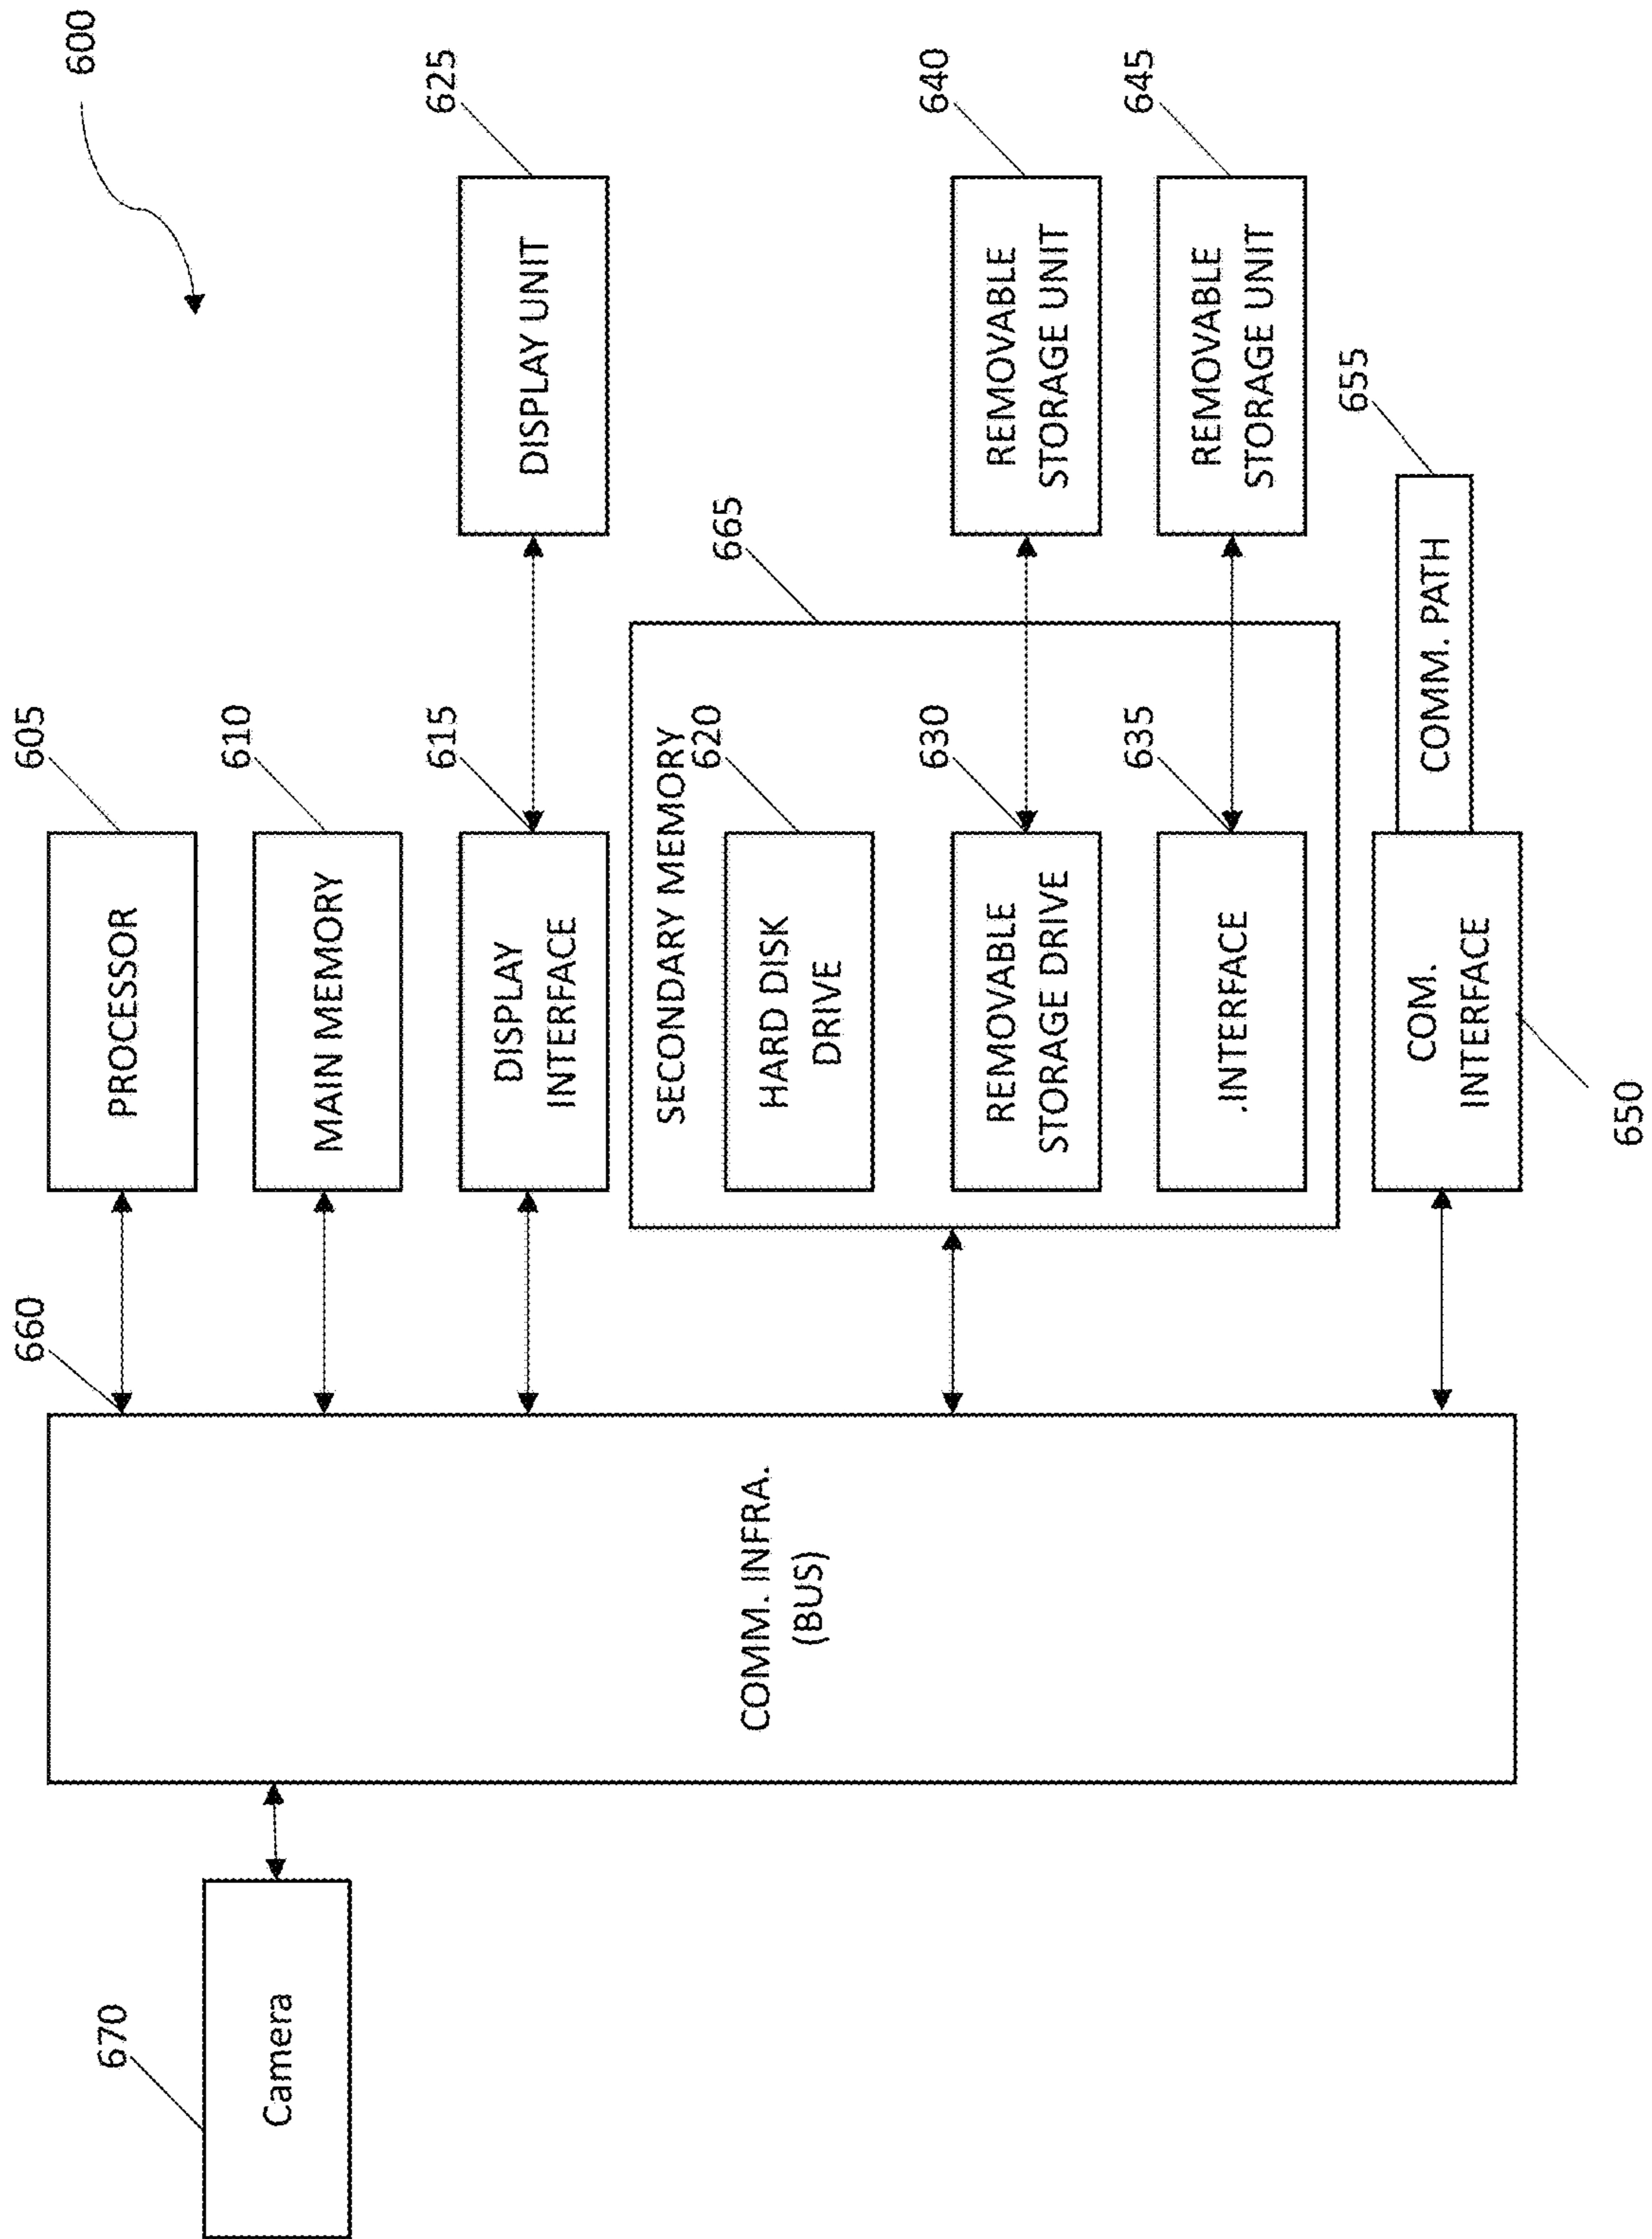 600
670
Camera
660
COMM. INFRA.
(BUS)
605
PROCESSOR
610
MAIN MEMORY
615
DISPLAY
INTERFACE
625
DISPLAY UNIT
665
SECONDARY MEMORY
620
HARD DISK
DRIVE
630
REMOVABLE
STORAGE DRIVE
640
REMOVABLE
STORAGE UNIT
635
.INTERFACE
645
REMOVABLE
STORAGE UNIT
650
COM.
INTERFACE
655
COMM. PATH